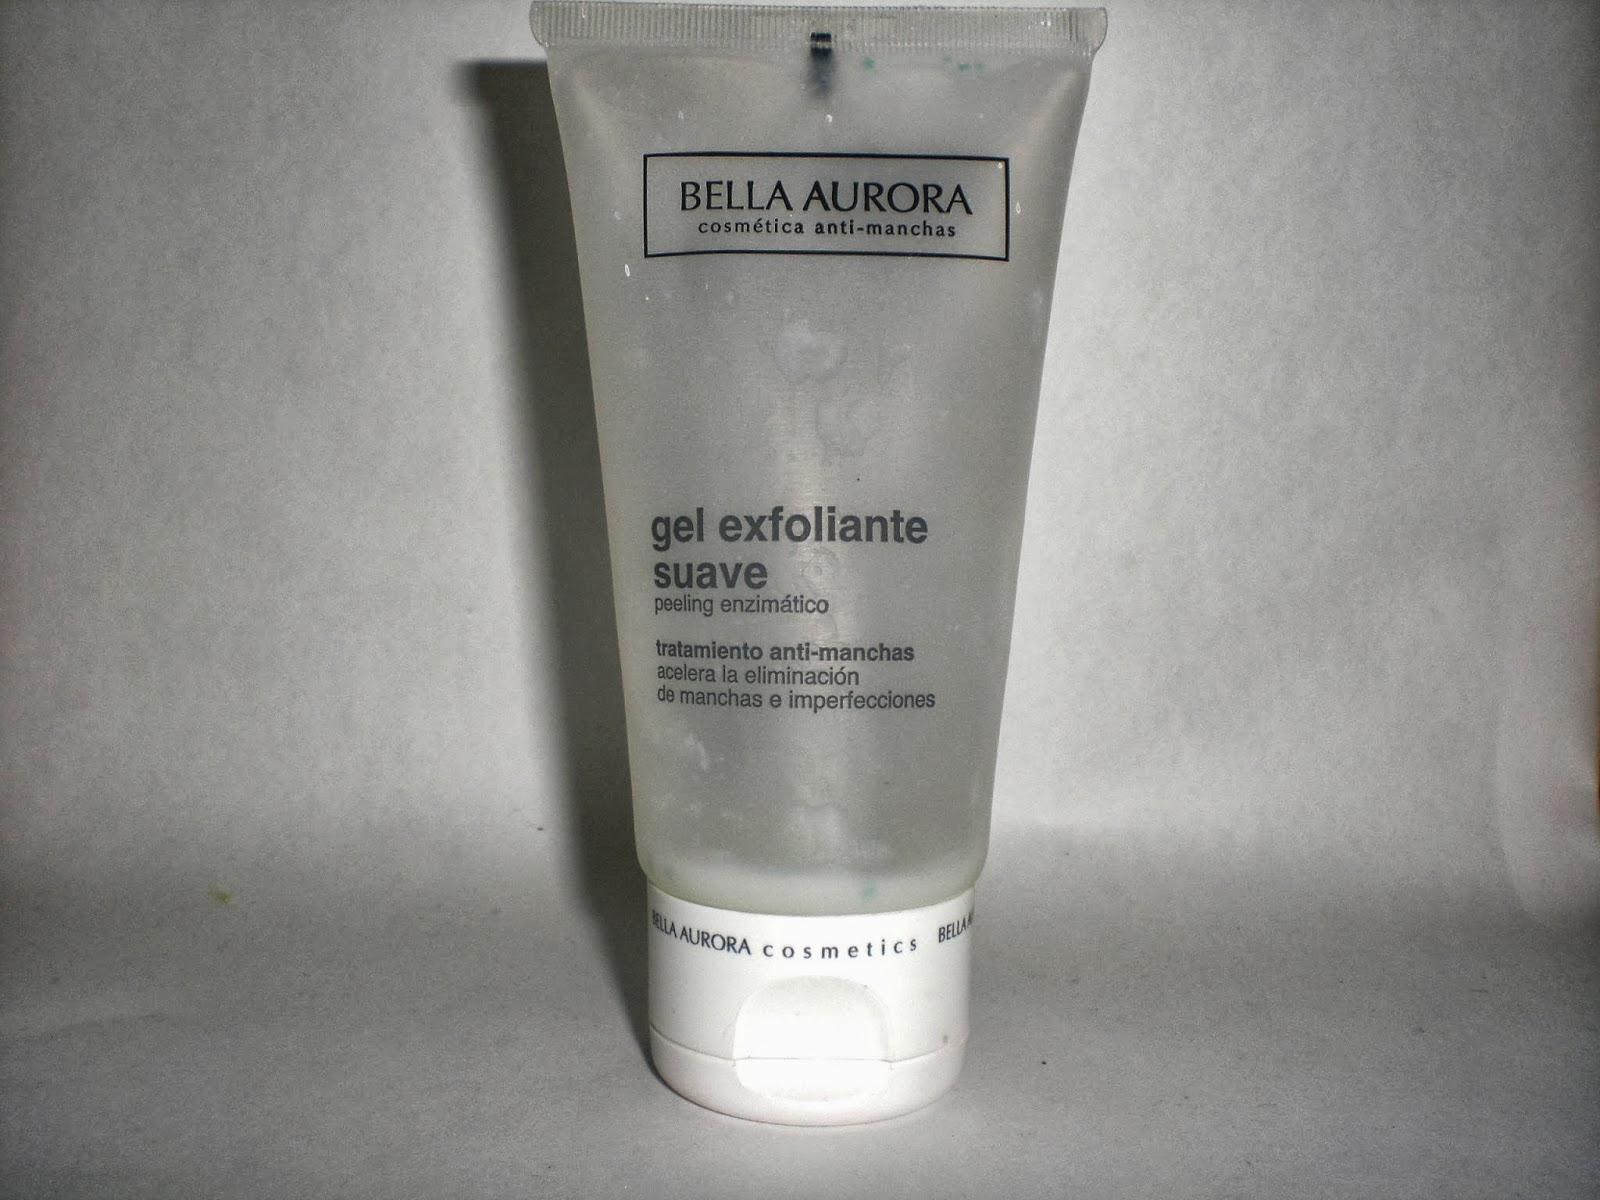 BELLA AURORA
cosmética anti-manchas
gel exfoliante
suave
peeling enzimático
tratamiento anti-manchas
acelera la eliminación
de manchas e imperfecciones
BELLA AURORA cosmetics BELLA